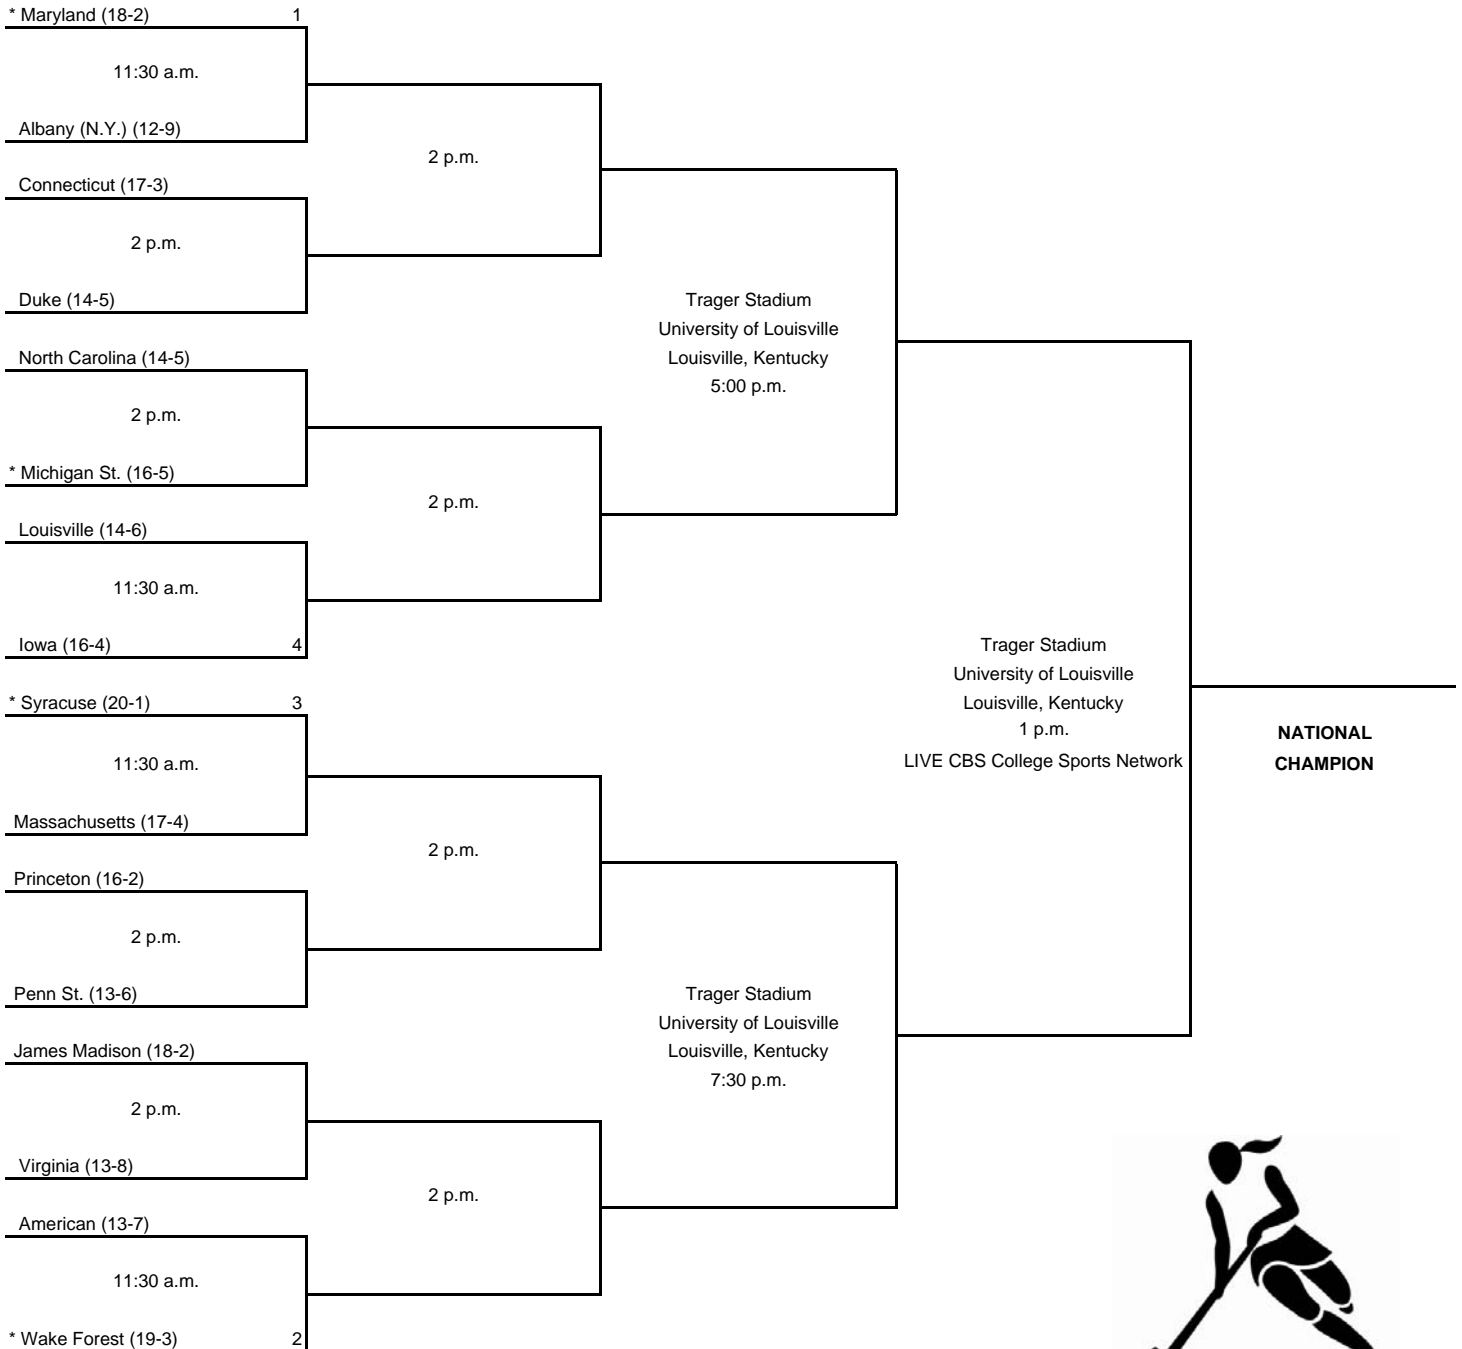 * Maryland (18-2) 1
11:30 a.m.
Albany (N.Y.) (12-9)
2 p.m.
Connecticut (17-3)
2 p.m.
Duke (14-5)
Trager Stadium
University of Louisville
Louisville, Kentucky
5:00 p.m.
North Carolina (14-5)
2 p.m.
* Michigan St. (16-5)
2 p.m.
Louisville (14-6)
11:30 a.m.
Iowa (16-4) 4
Trager Stadium
University of Louisville
Louisville, Kentucky
1 p.m.
LIVE CBS College Sports Network
NATIONAL
CHAMPION
* Syracuse (20-1) 3
11:30 a.m.
Massachusetts (17-4)
2 p.m.
Princeton (16-2)
2 p.m.
Penn St. (13-6)
Trager Stadium
University of Louisville
Louisville, Kentucky
7:30 p.m.
James Madison (18-2)
2 p.m.
Virginia (13-8)
2 p.m.
American (13-7)
11:30 a.m.
* Wake Forest (19-3) 2